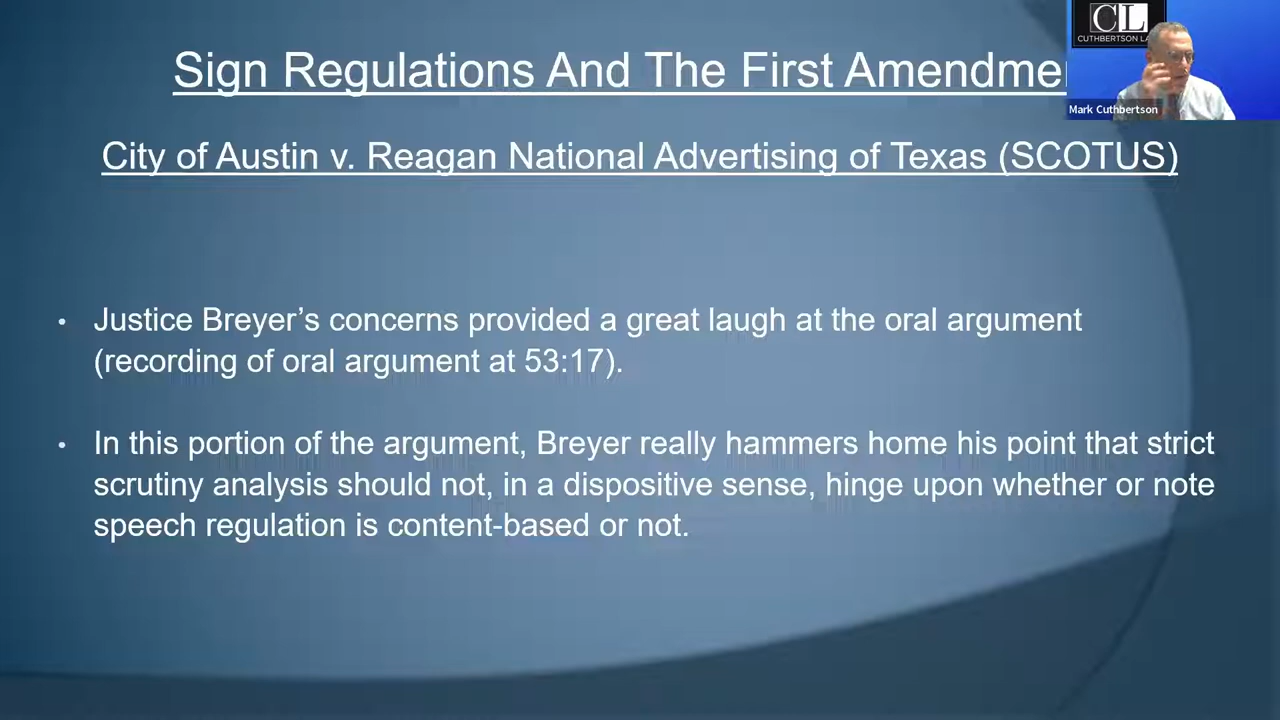 Sign Regulations And The First Amendme
CL
CUTHBERTSON LA
Mark Cuthbertson
City of Austin v. Reagan National Advertising of Texas (SCOTUS)
• Justice Breyer’s concerns provided a great laugh at the oral argument
(recording of oral argument at 53:17).
• In this portion of the argument, Breyer really hammers home his point that strict
scrutiny analysis should not, in a dispositive sense, hinge upon whether or note
speech regulation is content-based or not.